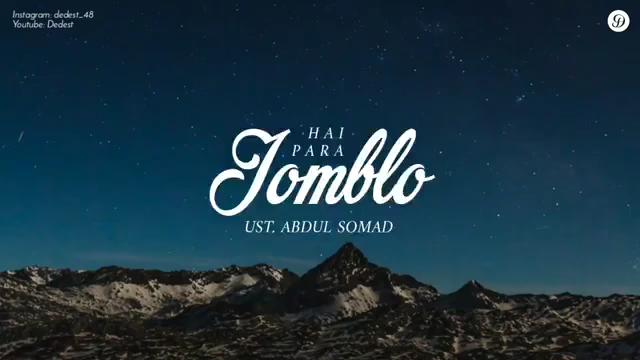 Instagram: dedest_48
Youtube: Dedest
HAI
PARA
Jomblo
UST. ABDUL SOMAD